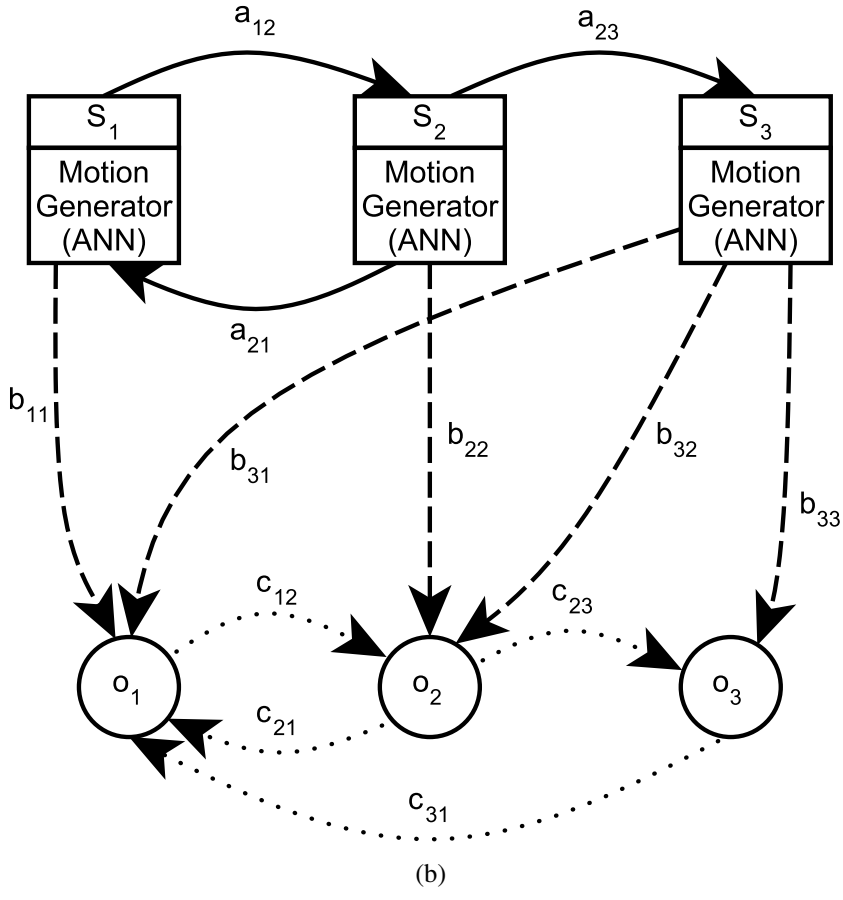 a12
a23
S1
S2
S3
Motion
Generator
(ANN)
Motion
Generator
(ANN)
Motion
Generator
(ANN)
a21
b11
b31
b22
b32
b33
c12
c23
o1
o2
o3
c21
c31
(b)